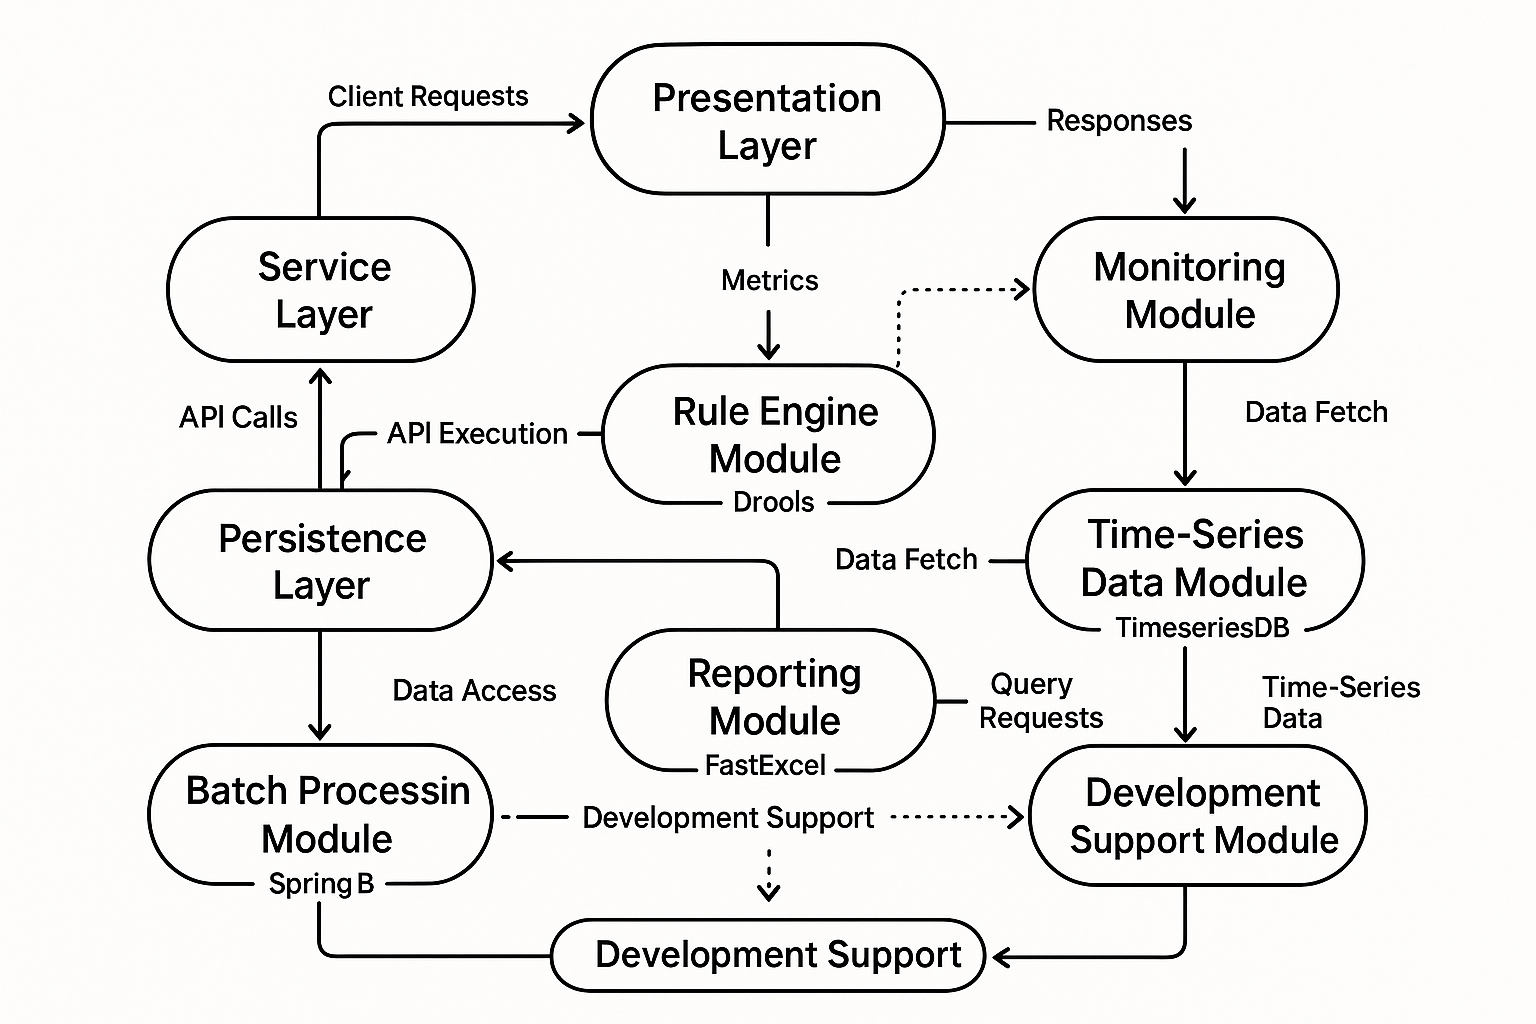 Client Requests
Presentation
Layer
Responses
Service
Layer
Metrics
Monitoring
Module
API Calls
API Execution
Rule Engine
Module
Drools
Data Fetch
Persistence
Layer
Data Fetch
Time-Series
Data Module
TimeseriesDB
Data Access
Reporting
Module
FastExcel
Query
Requests
Time-Series
Data
Batch Processin
Module
Spring B
Development Support
Development
Support Module
Development Support